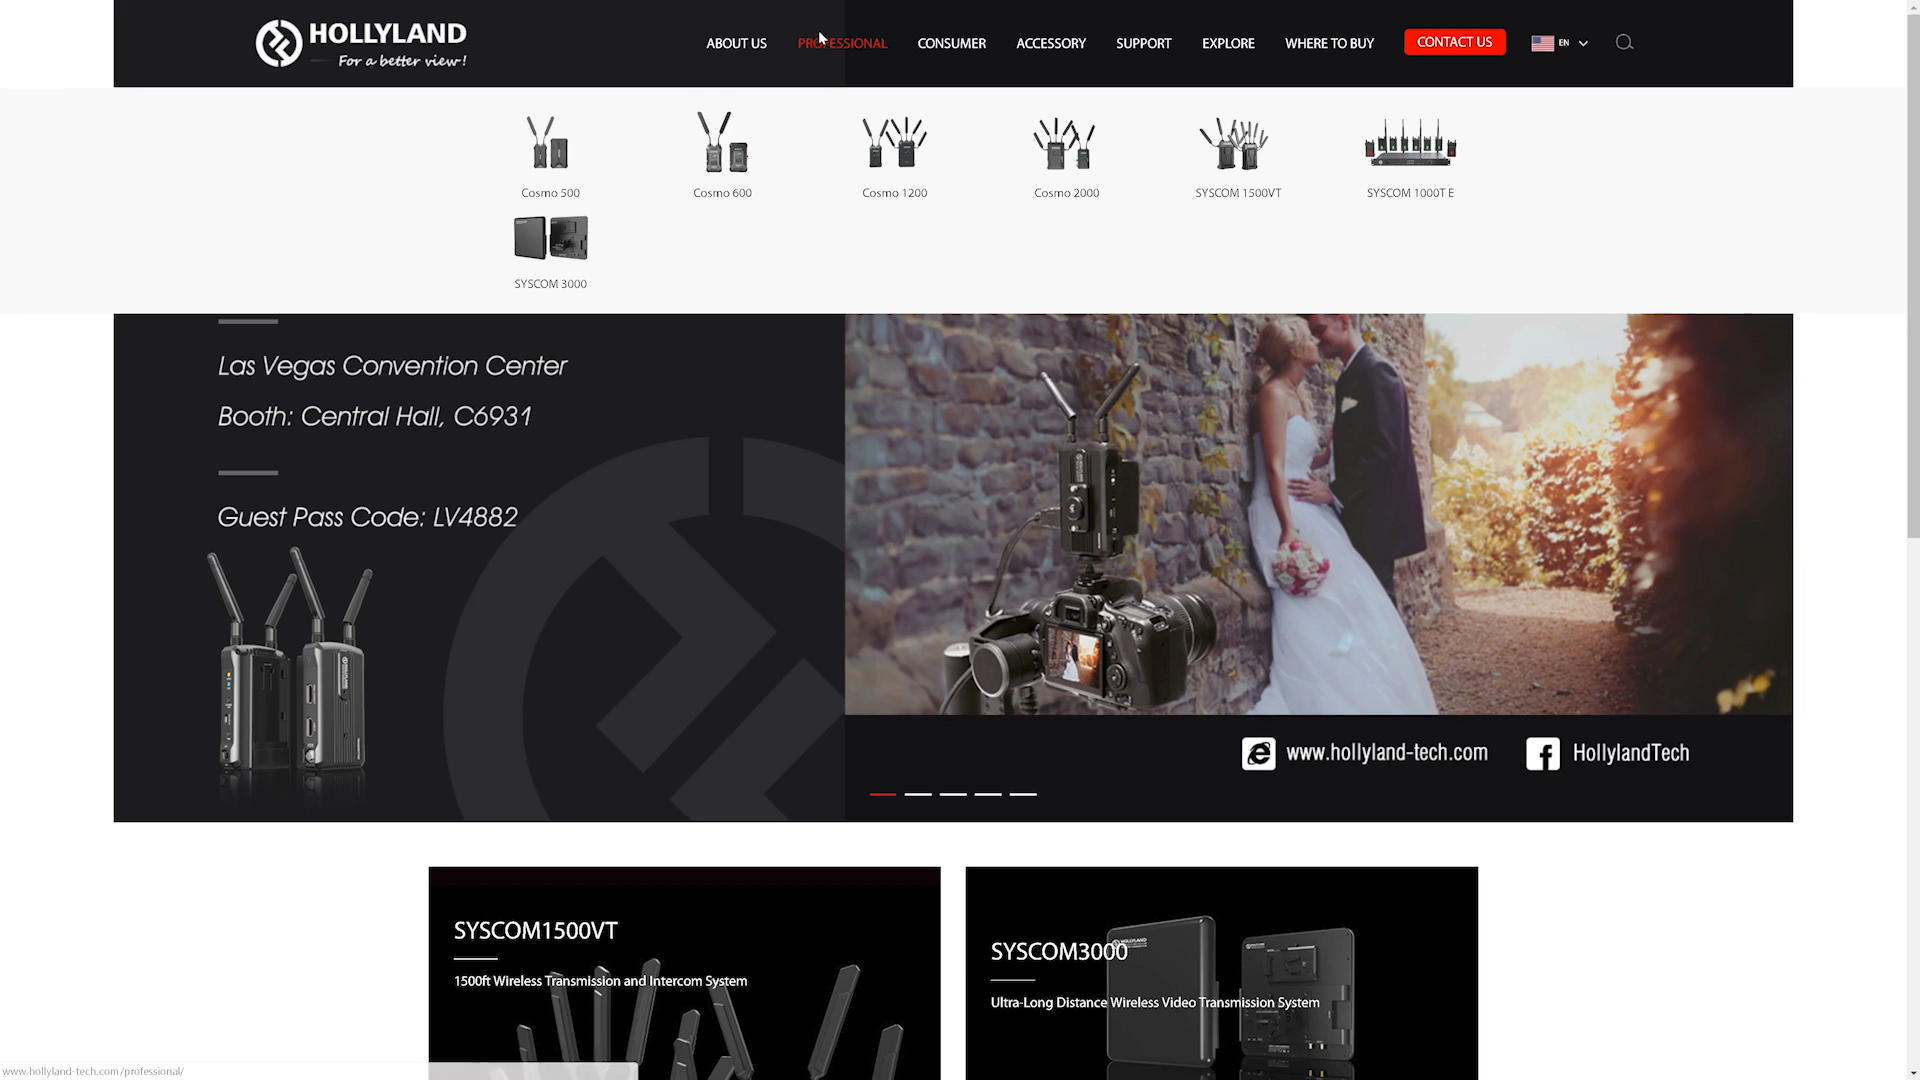 HOLLYLAND
For a better view!
ABOUT US
PROFESSIONAL
CONSUMER
ACCESSORY
SUPPORT
EXPLORE
WHERE TO BUY
CONTACT US
EN
Cosmo 500
Cosmo 600
Cosmo 1200
Cosmo 2000
SYSCOM 1500VT
SYSCOM 1000T E
SYSCOM 3000
Las Vegas Convention Center
Booth: Central Hall, C6931
Guest Pass Code: LV4882
www.hollyland-tech.com
HollylandTech
SYSCOM1500VT
1500ft Wireless Transmission and Intercom System
HOLLYLAND
SYSCOM3000
Ultra-Long Distance Wireless Video Transmission System
www.hollyland-tech.com/professional/